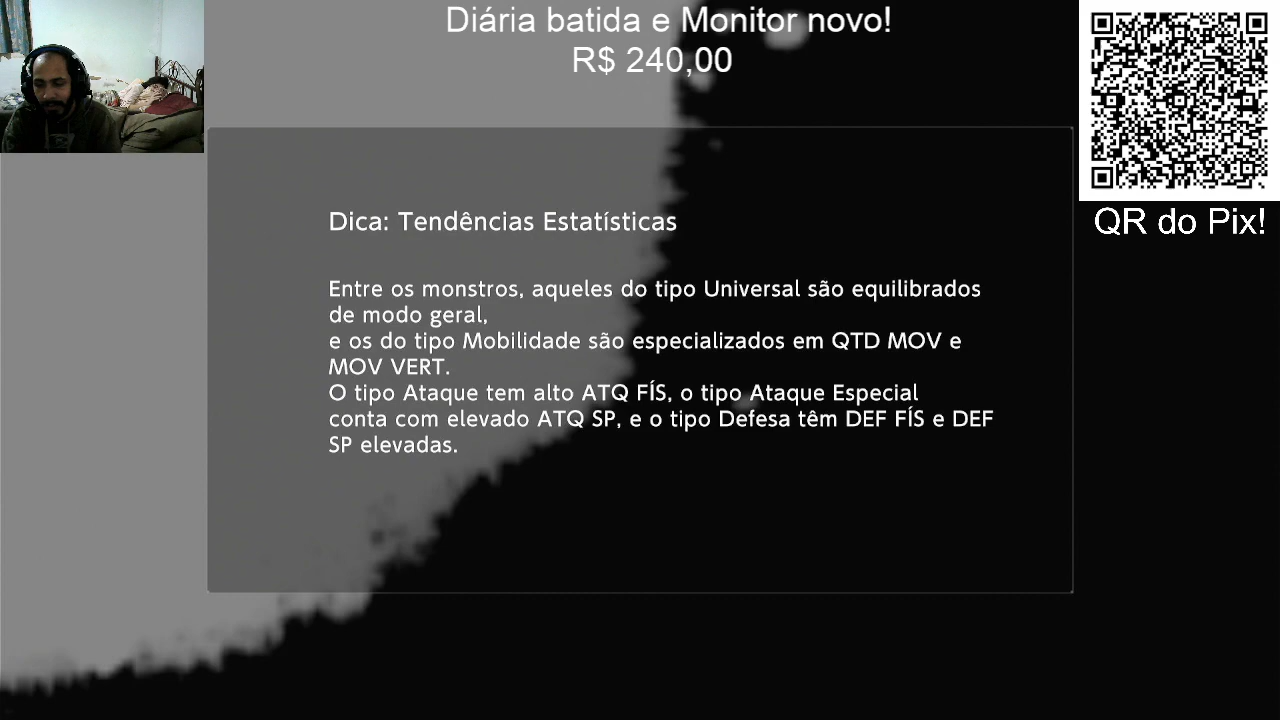 Diária batida e Monitor novo!
R$ 240,00
QR do Pix!
Dica: Tendências Estatísticas
Entre os monstros, aqueles do tipo Universal são equilibrados
de modo geral,
e os do tipo Mobilidade são especializados em QTD MOV e
MOV VERT.
O tipo Ataque tem alto ATQ FÍS, o tipo Ataque Especial
conta com elevado ATQ SP, e o tipo Defesa têm DEF FÍS e DEF
SP elevadas.